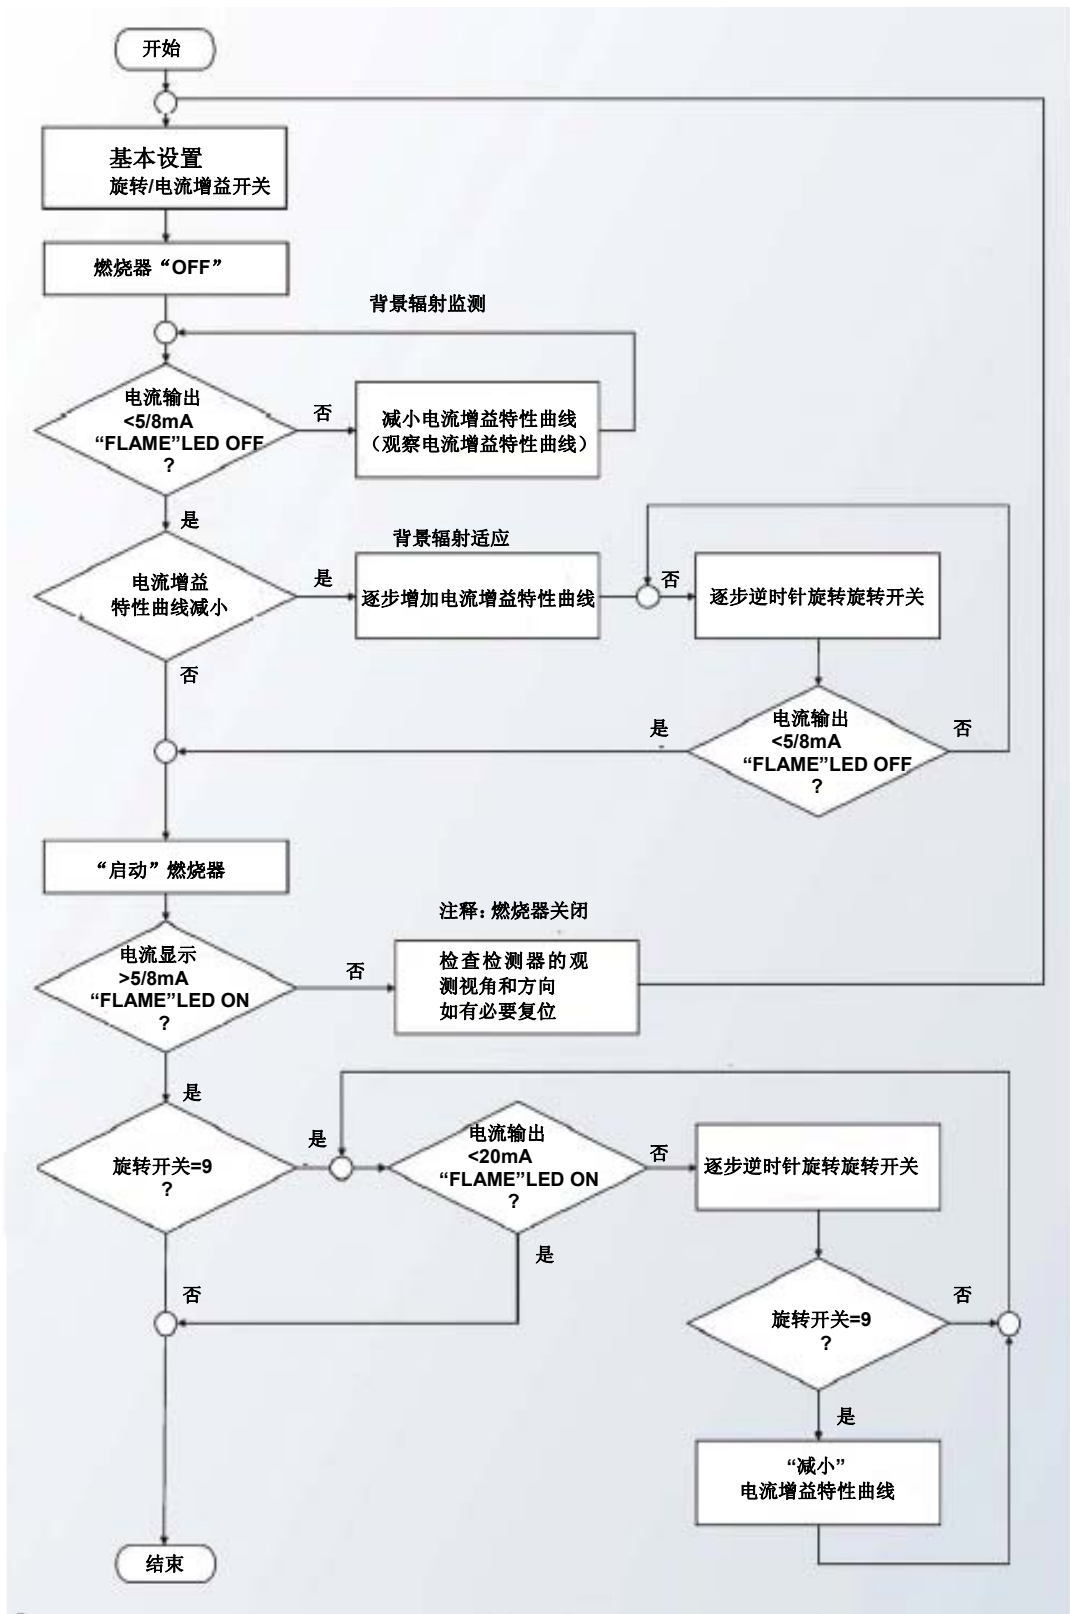 开始
基本设置
旋转/电流增益开关
燃烧器“OFF”
背景辐射监测
电流输出
<5/8mA
“FLAME”LED OFF
?
否
减小电流增益特性曲线
（观察电流增益特性曲线）
是
电流增益
特性曲线减小
是
背景辐射适应
逐步增加电流增益特性曲线
否
逐步逆时针旋转旋转开关
否
是
电流输出
<5/8mA
“FLAME”LED OFF
?
否
“启动”燃烧器
注释：燃烧器关闭
电流显示
>5/8mA
“FLAME”LED ON
?
否
检查检测器的观
测视角和方向
如有必要复位
是
旋转开关=9
?
是
电流输出
<20mA
“FLAME”LED ON
?
否
逐步逆时针旋转旋转开关
是
否
旋转开关=9
?
否
是
“减小”
电流增益特性曲线
结束